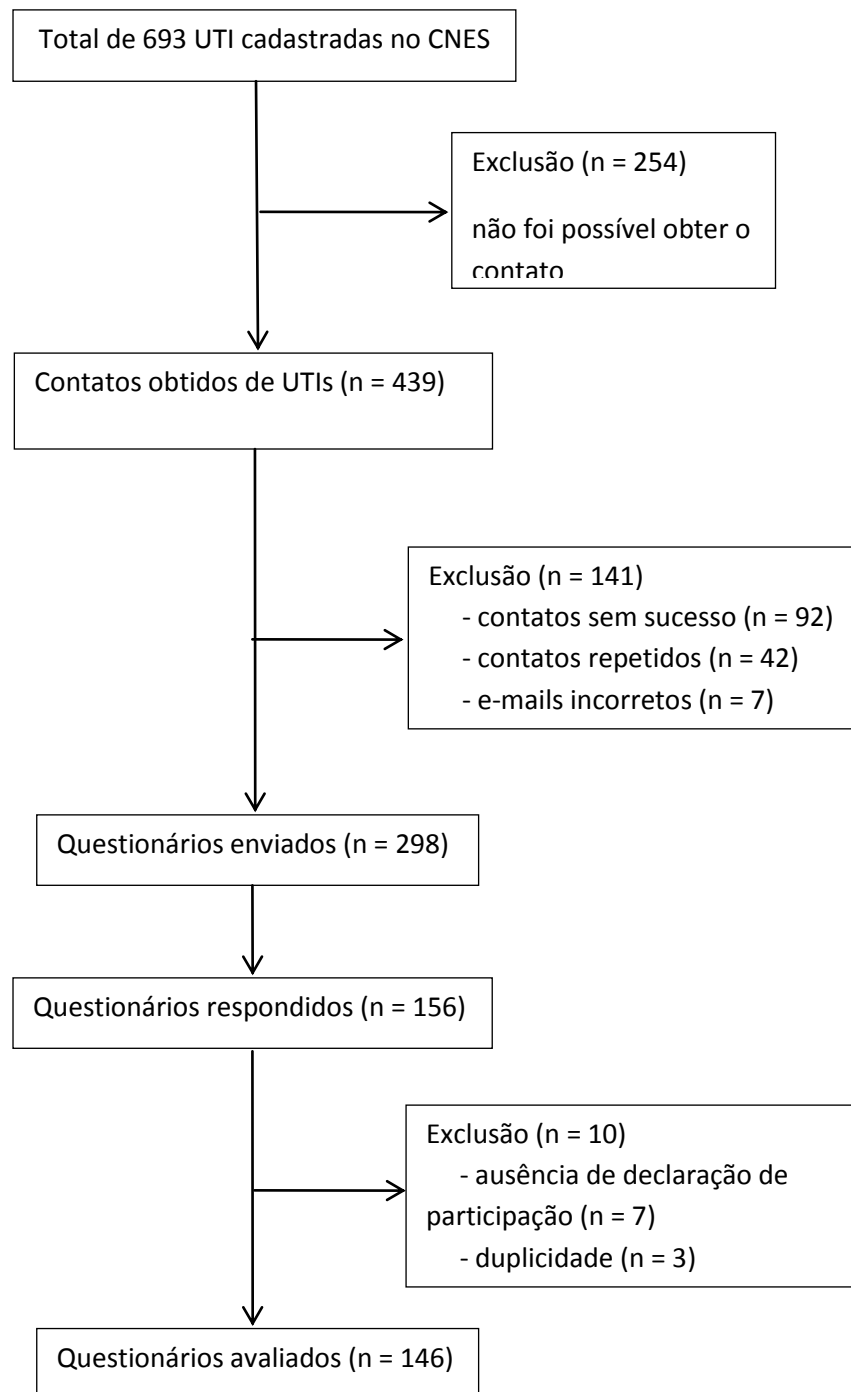 Total de 693 UTI cadastradas no CNES
Exclusão (n = 254)
não foi possível obter o
contato
Contatos obtidos de UTIs (n = 439)
Exclusão (n = 141)
- contatos sem sucesso (n = 92)
- contatos repetidos (n = 42)
- e-mails incorretos (n = 7)
Questionários enviados (n = 298)
Questionários respondidos (n = 156)
Exclusão (n = 10)
- ausência de declaração de
participação (n = 7)
- duplicidade (n = 3)
Questionários avaliados (n = 146)